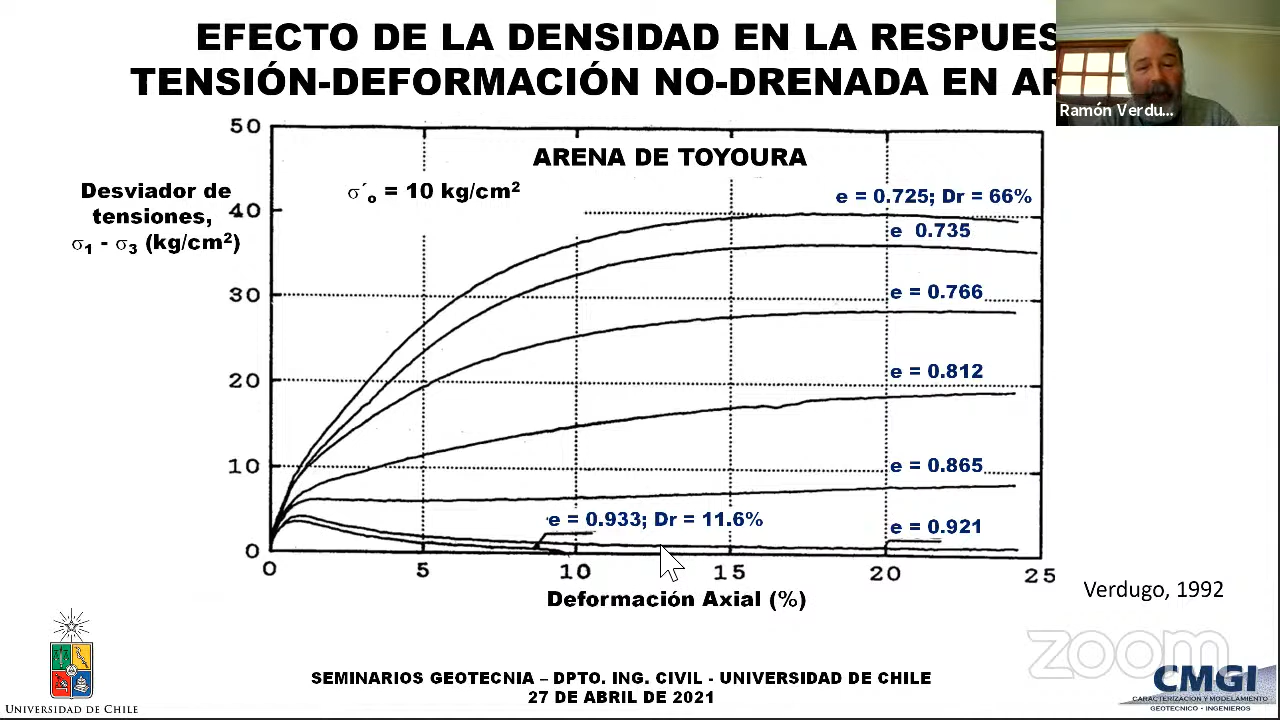 EFECTO DE LA DENSIDAD EN LA RESPUES
TENSIÓN-DEFORMACIÓN NO-DRENADA EN AR
Ramón Verdu...
50
ARENA DE TOYOURA
Desviador de
tensiones,
σ1 - σ3 (kg/cm²)
σ´o = 10 kg/cm²
40
e = 0.725; Dr = 66%
e 0.735
30
e = 0.766
20
e = 0.812
10
e = 0.865
e = 0.933; Dr = 11.6%
e = 0.921
0
0 5 10 15 20 25
Deformación Axial (%)
Verdugo, 1992
zoom
UNIVERSIDAD DE CHILE
SEMINARIOS GEOTECNIA – DPTO. ING. CIVIL - UNIVERSIDAD DE CHILE
27 DE ABRIL DE 2021
CMGI
CARACTERIZACION Y MODELAMIENTO
GEOTECNICO - INGENIEROS